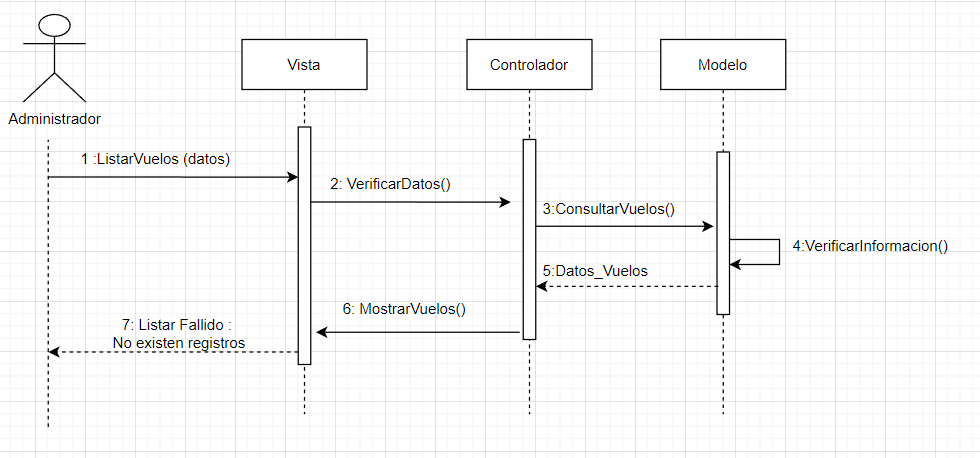 Vista
Controlador
Modelo
Administrador
1 :ListarVuelos (datos)
2: VerificarDatos()
3:ConsultarVuelos()
4:VerificarInformacion()
5:Datos_Vuelos
6: MostrarVuelos()
7: Listar Fallido :
No existen registros